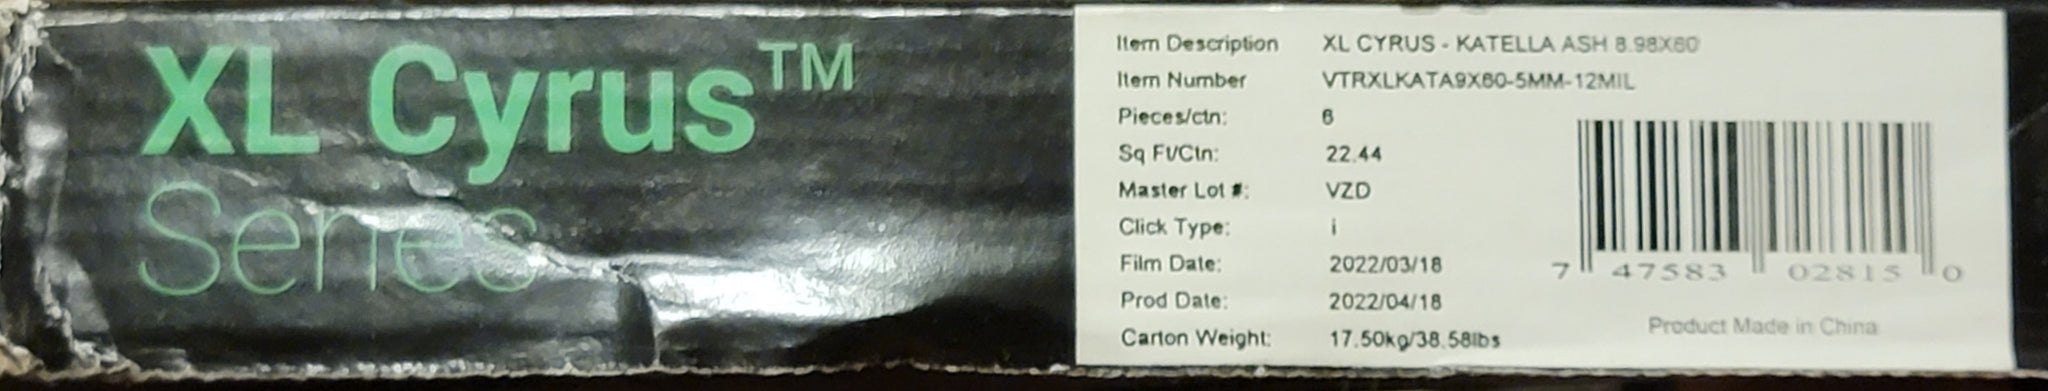 XL Cyrus™
Series
Item Description XL CYRUS - KATELLA ASH 8.98X60
Item Number VTRXLKATA9X60-5MM-12MIL
Pieces/ctn: 6
Sq Ft/Ctn: 22.44
Master Lot #: VZD
Click Type: i
Film Date: 2022/03/18
Prod Date: 2022/04/18
Carton Weight: 17.50kg/38.58lbs
7 47583 02815 0
Product Made in China